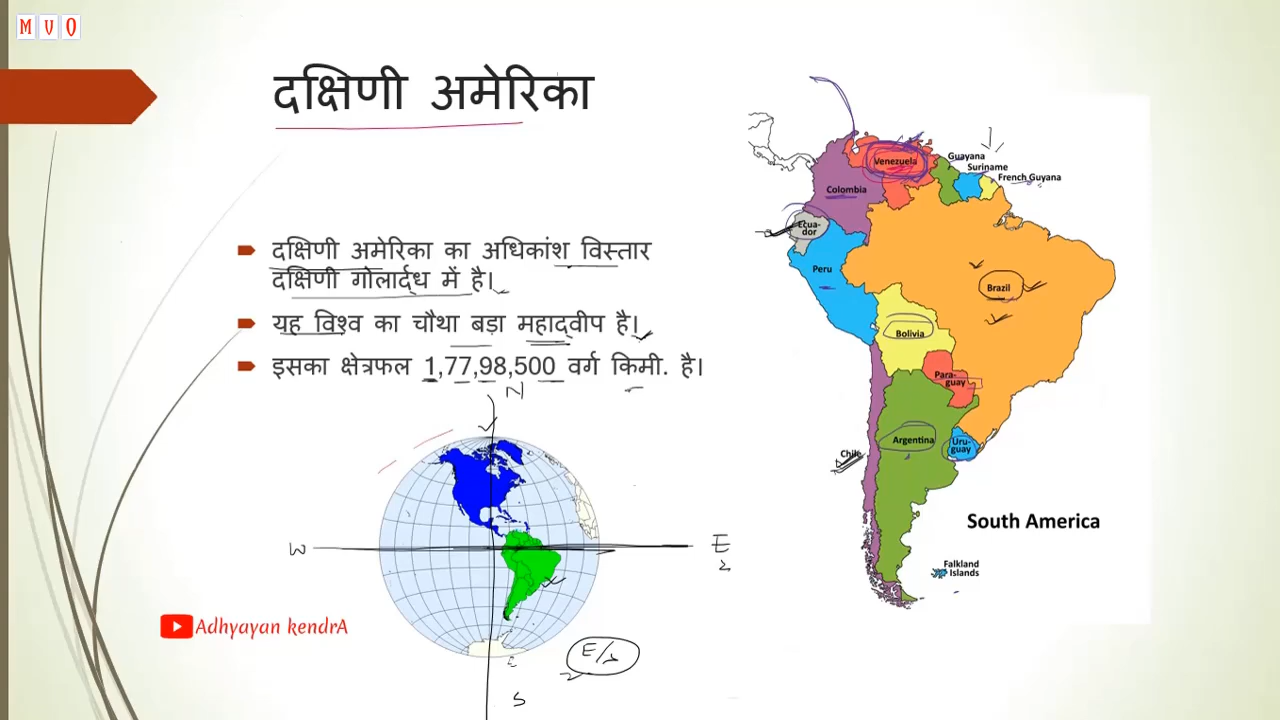 M V O
दक्षिणी अमेरिका
दक्षिणी अमेरिका का अधिकांश विस्तार
दक्षिणी गोलार्द्ध में है।
यह विश्व का चौथा बड़ा महाद्वीप है।
इसका क्षेत्रफल 1,77,98,500 वर्ग किमी. है।
N
W
E
S
Adhyayan kendrA
Venezuela
Guayana
Suriname
French Guyana
Colombia
Ecua-
dor
Peru
Brazil
Bolivia
Para-
guay
Argentina
Uru-
guay
Chile
South America
Falkland
Islands